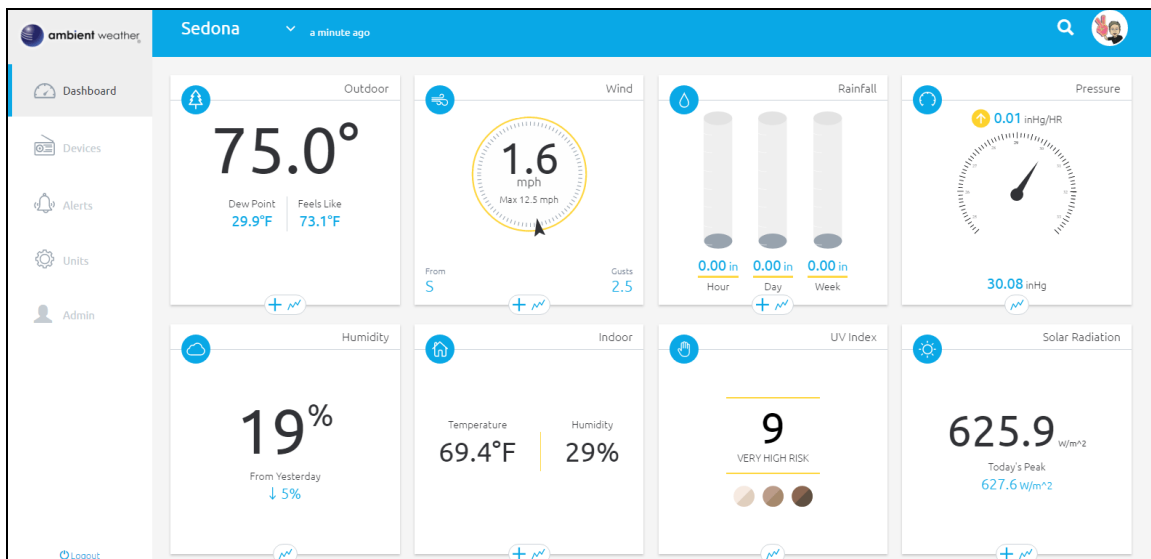 ambient weather
Sedona
a minute ago
Dashboard
Devices
Alerts
Units
Admin
Logout
Outdoor
75.0°
Dew Point
29.9°F
Feels Like
73.1°F
Wind
1.6
mph
Max 12.5 mph
From
S
Gusts
2.5
Rainfall
0.00 in
Hour
0.00 in
Day
0.00 in
Week
Pressure
0.01 inHg/HR
30.08 inHg
Humidity
19%
From Yesterday
↓ 5%
Indoor
Temperature
69.4°F
Humidity
29%
UV Index
9
VERY HIGH RISK
Solar Radiation
625.9 W/m^2
Today's Peak
627.6 W/m^2